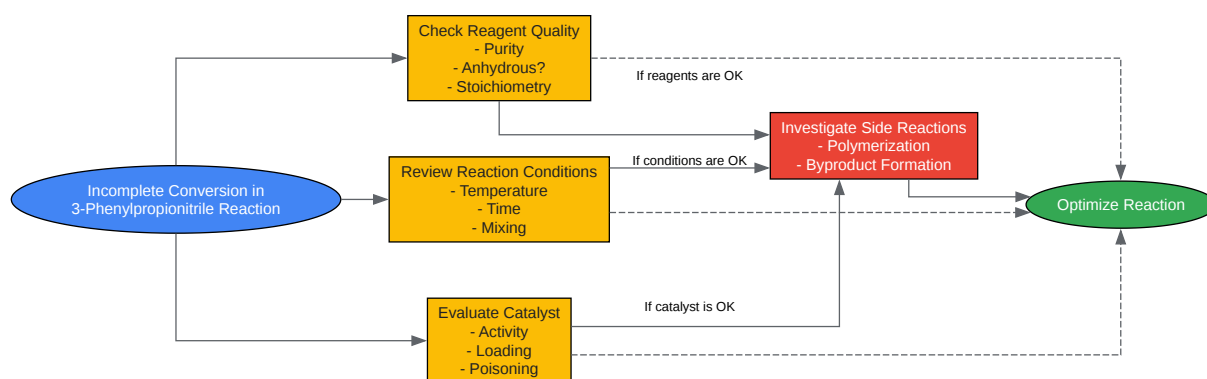 Check Reagent Quality
- Purity
- Anhydrous?
- Stoichiometry
If reagents are OK
Investigate Side Reactions
- Polymerization
- Byproduct Formation
If conditions are OK
Review Reaction Conditions
- Temperature
- Time
- Mixing
Incomplete Conversion in
3-Phenylpropionitrile Reaction
Optimize Reaction
Evaluate Catalyst
- Activity
- Loading
- Poisoning
If catalyst is OK